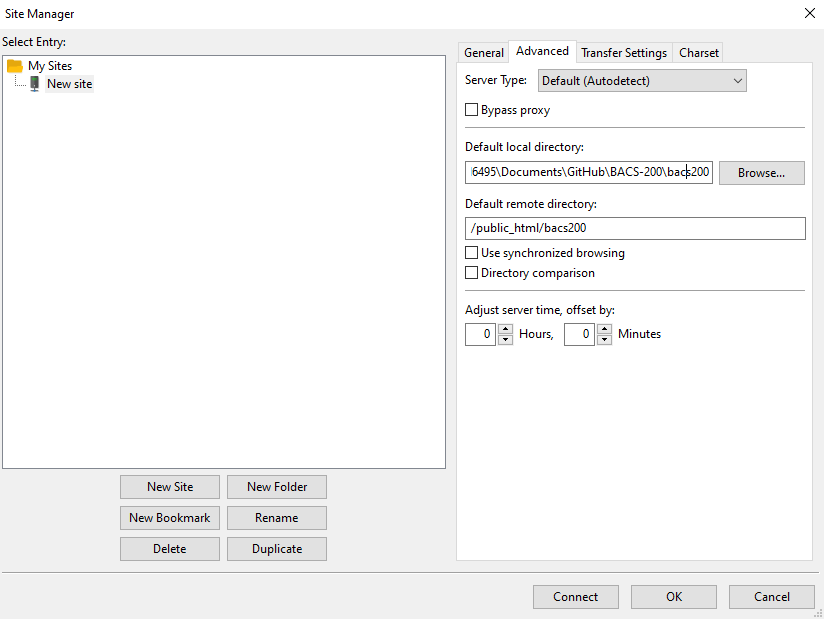 Site Manager
Select Entry:
My Sites
New site
New Site
New Folder
New Bookmark
Rename
Delete
Duplicate
General
Advanced
Transfer Settings
Charset
Server Type:
Default (Autodetect)
Bypass proxy
Default local directory:
6495\Documents\GitHub\BACS-200\bacs200
Browse...
Default remote directory:
/public_html/bacs200
Use synchronized browsing
Directory comparison
Adjust server time, offset by:
0 Hours, 0 Minutes
Connect
OK
Cancel